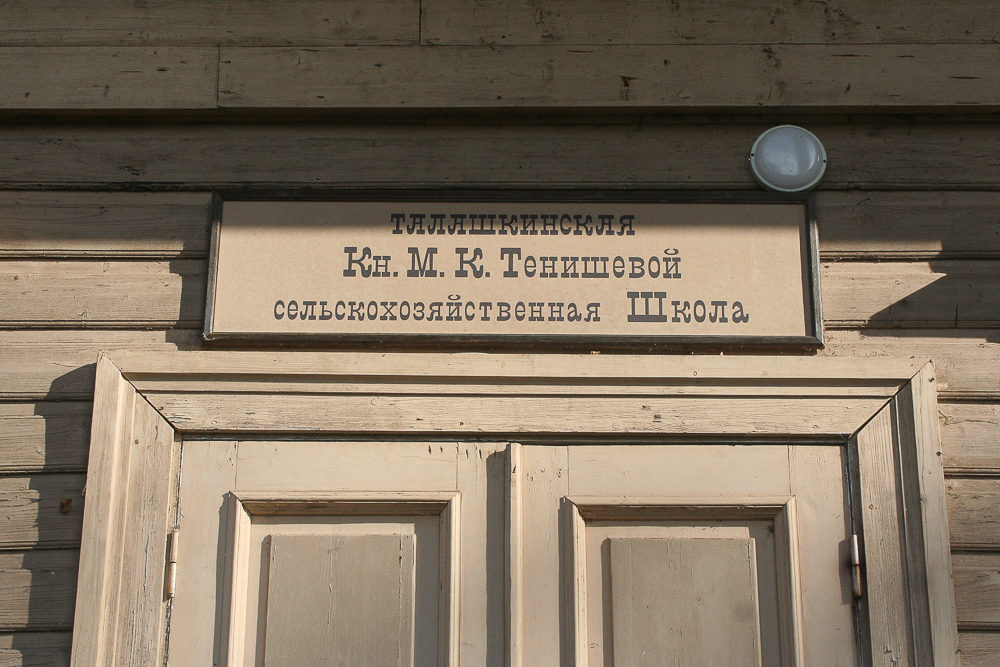 ТАЛАШКИНСКАЯ
Кн. М. К. Тенишевой
сельскохозяйственная Школа